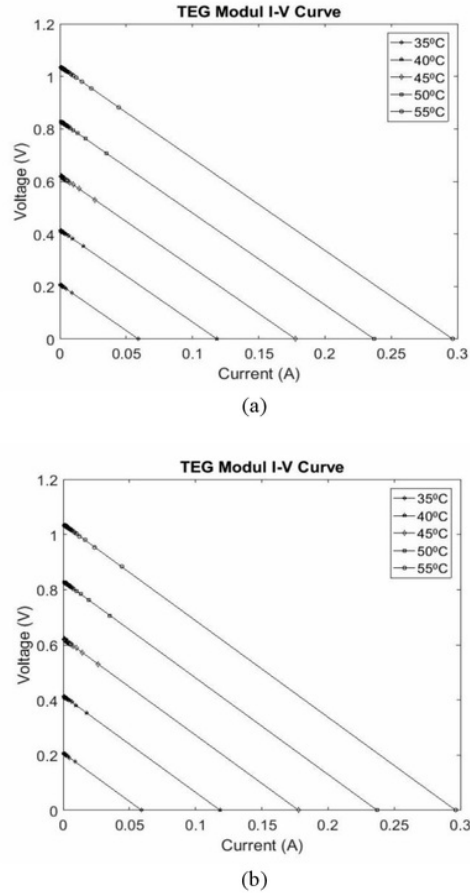 TEG Modul I-V Curve
1.2
1
0.8
0.6
0.4
0.2
0
Voltage (V)
35ºC
40ºC
45ºC
50ºC
55ºC
0 0.05 0.1 0.15 0.2 0.25 0.3
Current (A)
(a)
TEG Modul I-V Curve
1.2
1
0.8
0.6
0.4
0.2
0
Voltage (V)
35ºC
40ºC
45ºC
50ºC
55ºC
0 0.05 0.1 0.15 0.2 0.25 0.3
Current (A)
(b)